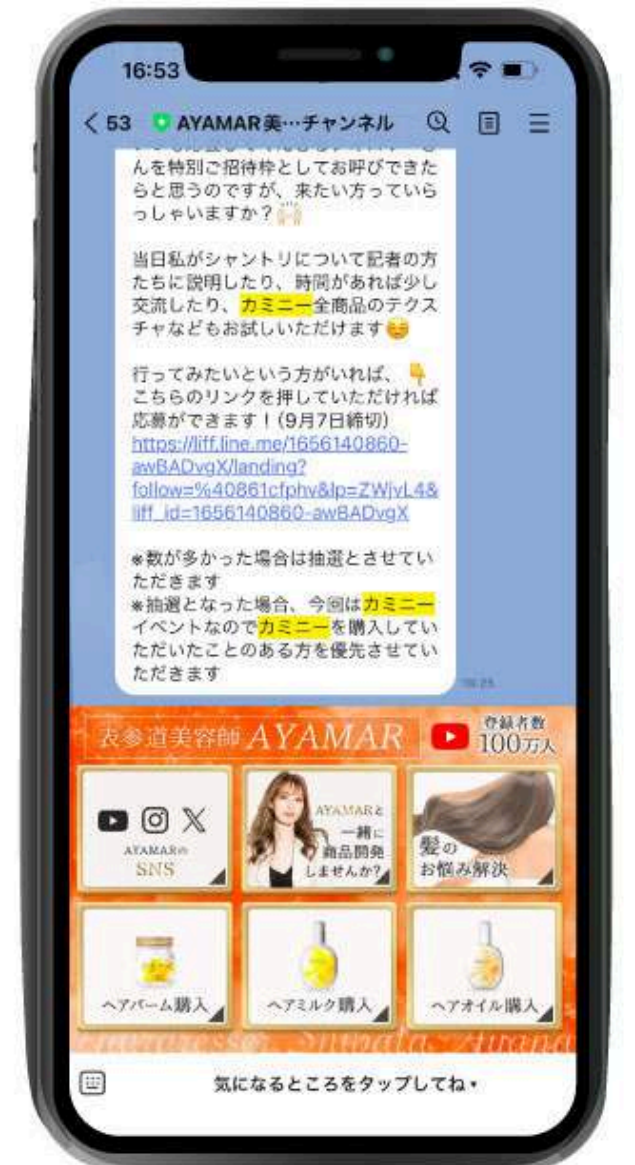 16:53
53 AYAMAR美…チャンネル
んを特別ご招待枠としてお呼びできた
らと思うのですが、来たい方っていら
っしゃいますか？🙌🏻
当日私がシャントリについて記者の方
たちに説明したり、時間があれば少し
交流したり、カミニー全商品のテクス
チャなどもお試しいただけます😊
行ってみたいという方がいれば、👇
こちらのリンクを押していただければ
応募ができます！(9月7日締切)
https://liff.line.me/1656140860-
awBADvgX/landing?
follow=%40861cfphv&lp=ZWjvL4&
liff_id=1656140860-awBADvgX
※数が多かった場合は抽選とさせてい
ただきます
※抽選となった場合、今回はカミニー
イベントなのでカミニーを購入してい
ただいたことのある方を優先させてい
ただきます
表参道美容師 AYAMAR
登録者数
100万人
AYAMARの
SNS
AYAMARと
一緒に
商品開発
しませんか?
髪の
お悩み解決
ヘアバーム購入
ヘアミルク購入
ヘアオイル購入
気になるところをタップしてね▾